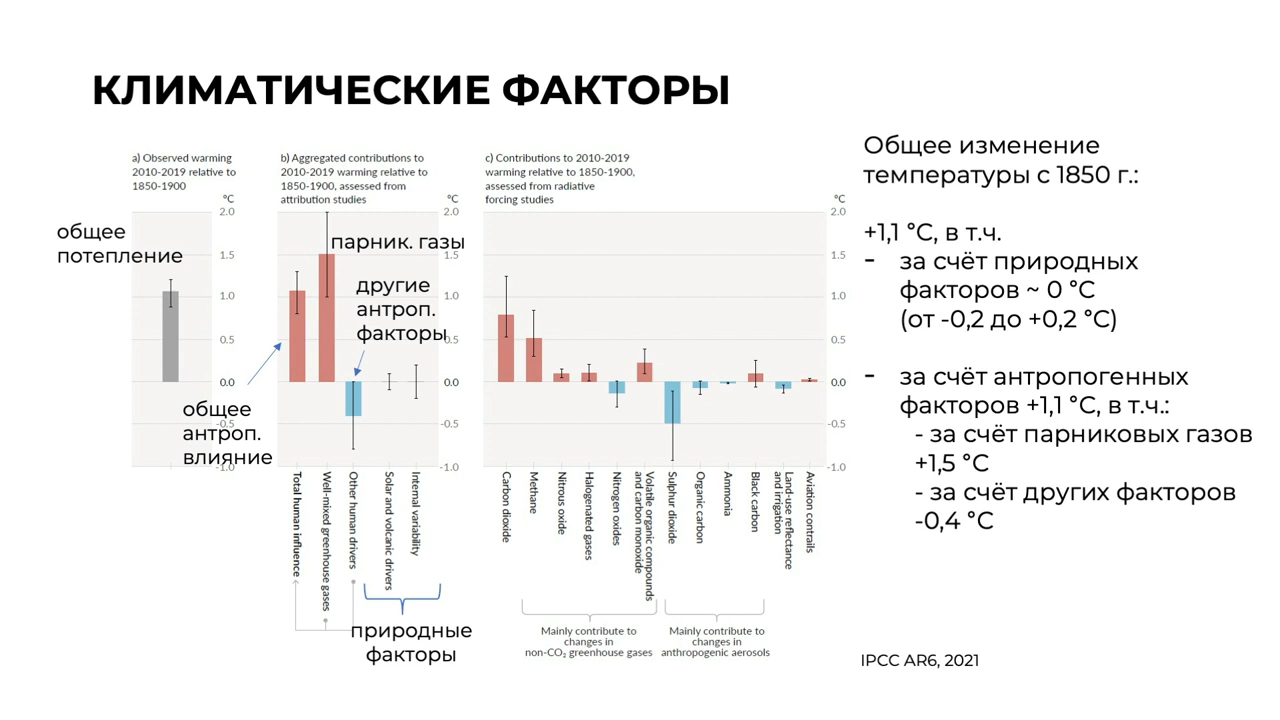 КЛИМАТИЧЕСКИЕ ФАКТОРЫ
a) Observed warming
2010-2019 relative to
1850-1900
°C
2.0
1.5
1.0
0.5
0.0
-0.5
-1.0
общее
потепление
b) Aggregated contributions to
2010-2019 warming relative to
1850-1900, assessed from
attribution studies
°C
2.0
1.5
1.0
0.5
0.0
-0.5
-1.0
парник. газы
другие
антроп.
факторы
общее
антроп.
влияние
Total human influence
Well-mixed greenhouse gases
Other human drivers
Solar and volcanic drivers
Internal variability
природные
факторы
c) Contributions to 2010-2019
warming relative to 1850-1900,
assessed from radiative
forcing studies
°C
2.0
1.5
1.0
0.5
0.0
-0.5
-1.0
Carbon dioxide
Methane
Nitrous oxide
Halogenated gases
Nitrogen oxides
Volatile organic compounds
and carbon monoxide
Sulphur dioxide
Organic carbon
Ammonia
Black carbon
Land-use reflectance
and irrigation
Aviation contrails
Mainly contribute to
changes in
non-CO₂ greenhouse gases
Mainly contribute to
changes in
anthropogenic aerosols
Общее изменение
температуры с 1850 г.:
+1,1 °C, в т.ч.
- за счёт природных
факторов ~ 0 °C
(от -0,2 до +0,2 °C)
- за счёт антропогенных
факторов +1,1 °C, в т.ч.:
- за счёт парниковых газов
+1,5 °C
- за счёт других факторов
-0,4 °C
IPCC AR6, 2021